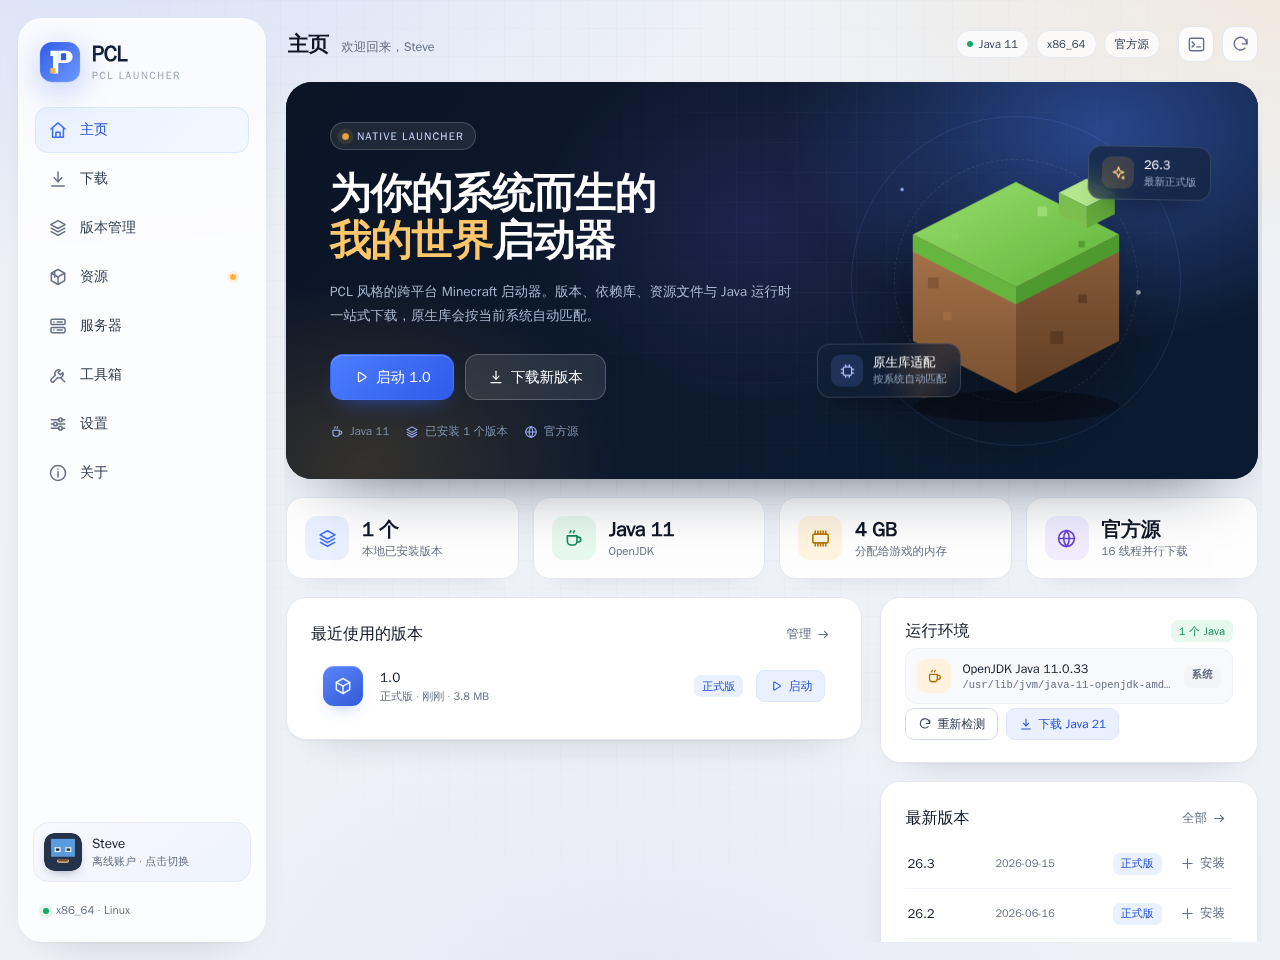 PCL
PCL LAUNCHER
主页
下载
版本管理
资源
服务器
工具箱
设置
关于
Steve
离线账户 · 点击切换
x86_64 · Linux
主页
欢迎回来，Steve
Java 11
x86_64
官方源
NATIVE LAUNCHER
为你的系统而生的
我的世界启动器
PCL 风格的跨平台 Minecraft 启动器。版本、依赖库、资源文件与 Java 运行时
一站式下载，原生库会按当前系统自动匹配。
启动 1.0
下载新版本
Java 11
已安装 1 个版本
官方源
26.3
最新正式版
原生库适配
按系统自动匹配
1 个
本地已安装版本
Java 11
OpenJDK
4 GB
分配给游戏的内存
官方源
16 线程并行下载
最近使用的版本
管理
1.0
正式版 · 刚刚 · 3.8 MB
正式版
启动
运行环境
1 个 Java
OpenJDK Java 11.0.33
/usr/lib/jvm/java-11-openjdk-amd…
系统
重新检测
下载 Java 21
最新版本
全部
26.3
2026-09-15
正式版
安装
26.2
2026-06-16
正式版
安装